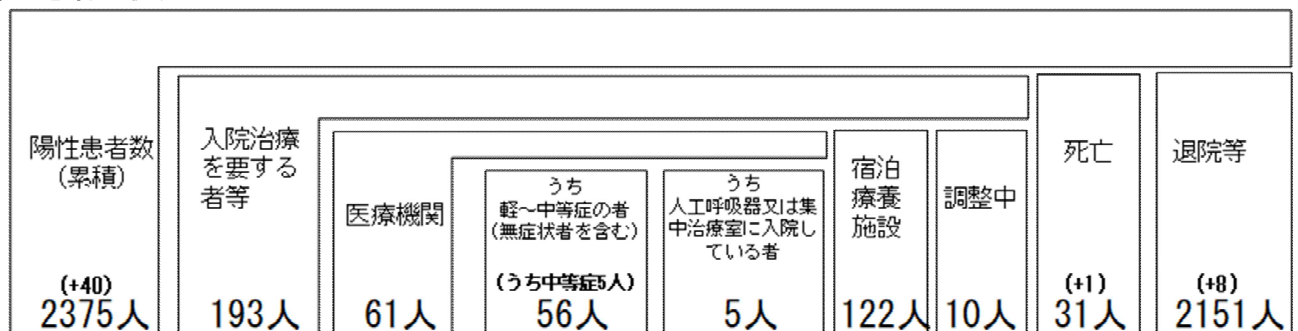 陽性患者数
(累積)
(+40)
2375人
入院治療
を要する
者等
193人
医療機関
61人
うち
軽～中等症の者
(無症状者を含む)
(うち中等症5人)
56人
うち
人工呼吸器又は集
中治療室に入院し
ている者
5人
宿泊
療養
施設
122人
調整中
10人
死亡
(+1)
31人
退院等
(+8)
2151人